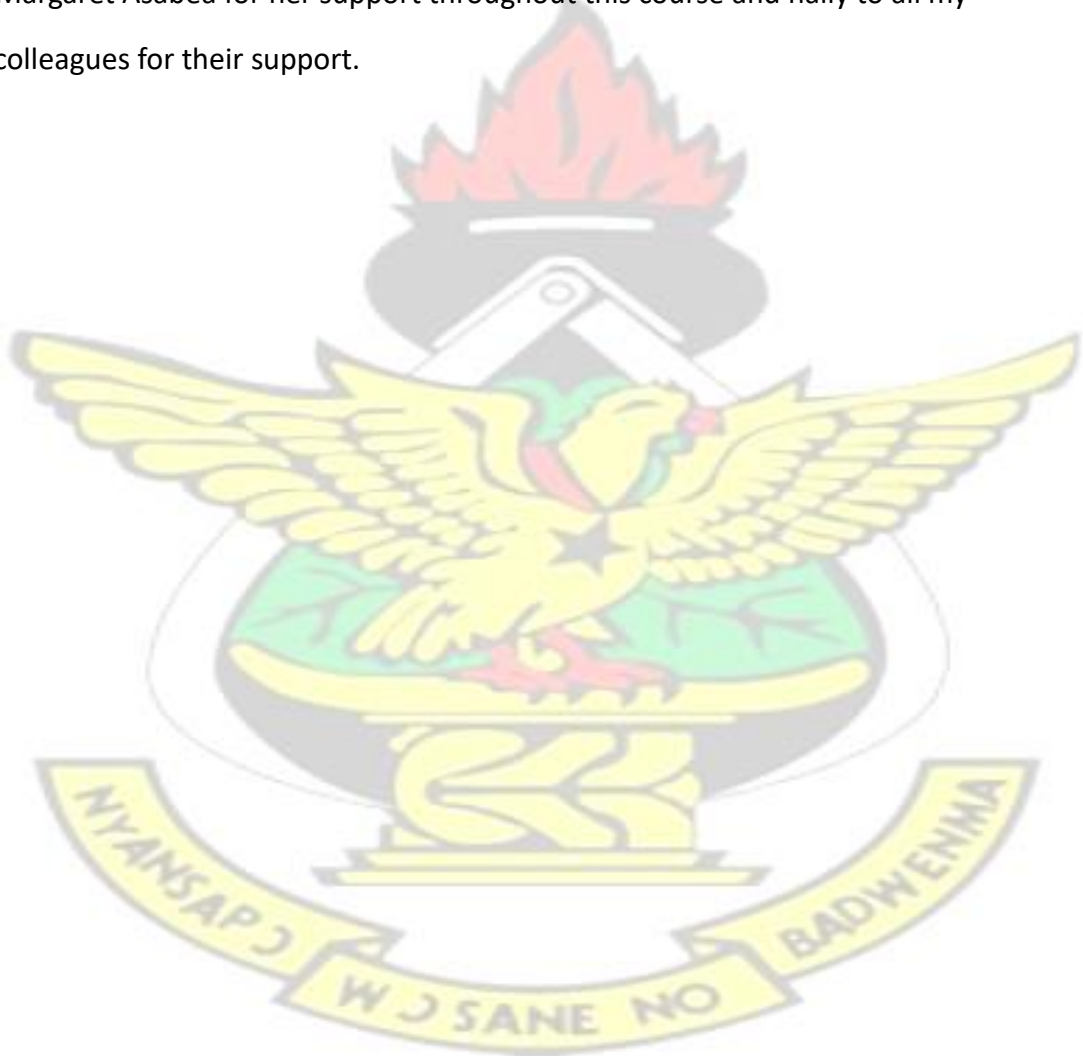 Margaret Asabea for her support throughout this course and nally to all my
colleagues for their support.
NYANSAPƆ
WƆ SANE NO
BADWENMA